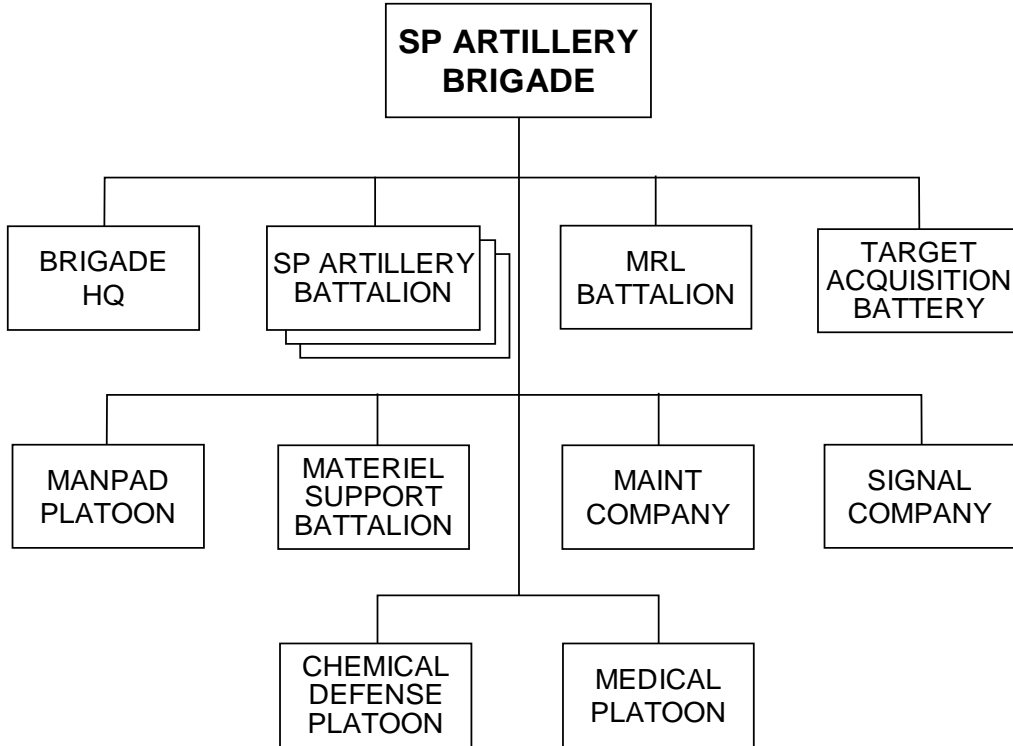 SP ARTILLERY
BRIGADE
BRIGADE
HQ
SP ARTILLERY
BATTALION
MRL
BATTALION
TARGET
ACQUISITION
BATTERY
MANPAD
PLATOON
MATERIEL
SUPPORT
BATTALION
MAINT
COMPANY
SIGNAL
COMPANY
CHEMICAL
DEFENSE
PLATOON
MEDICAL
PLATOON